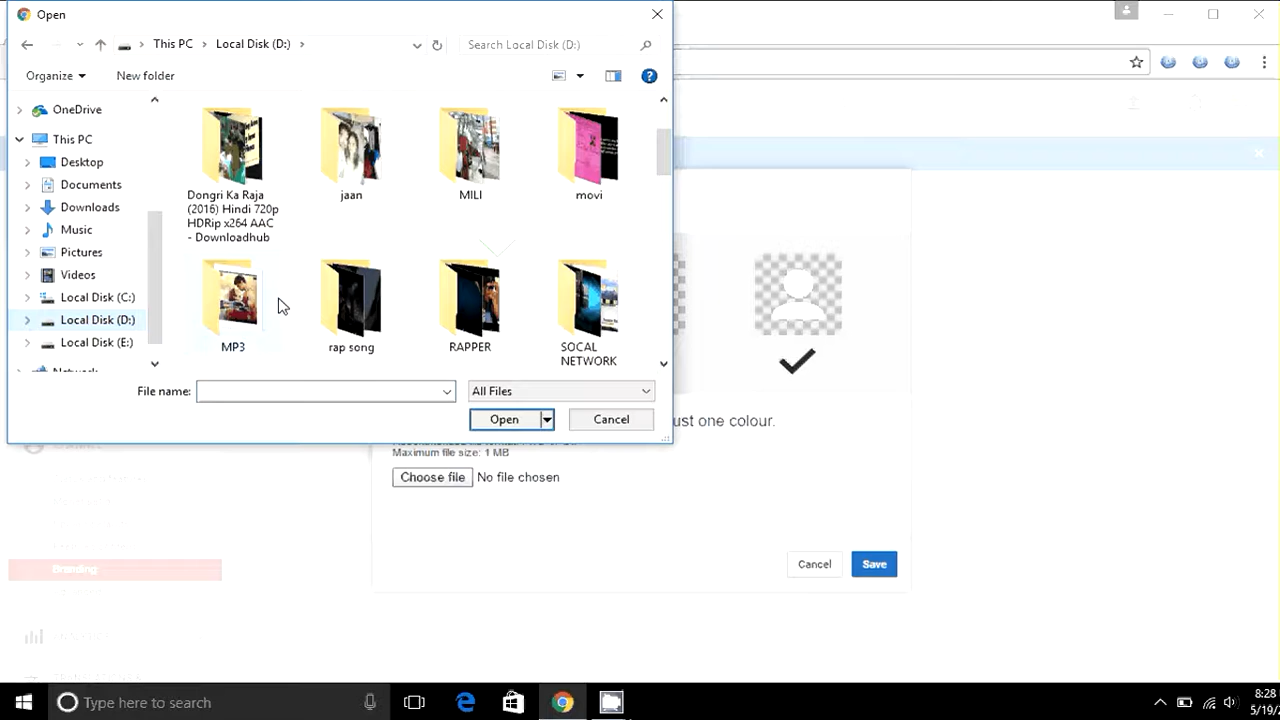 Open
This PC
Local Disk (D:)
Search Local Disk (D:)
Organize
New folder
OneDrive
This PC
Desktop
Documents
Downloads
Music
Pictures
Videos
Local Disk (C:)
Local Disk (D:)
Local Disk (E:)
Network
Dongri Ka Raja
(2016) Hindi 720p
HDRip x264 AAC
- Downloadhub
jaan
MILI
movi
MP3
rap song
RAPPER
SOCAL
NETWORK
File name:
All Files
Open
Cancel
ust one colour.
Maximum file size: 1 MB
Choose file
No file chosen
Branding
Cancel
Save
Type here to search
8:28
5/19/2